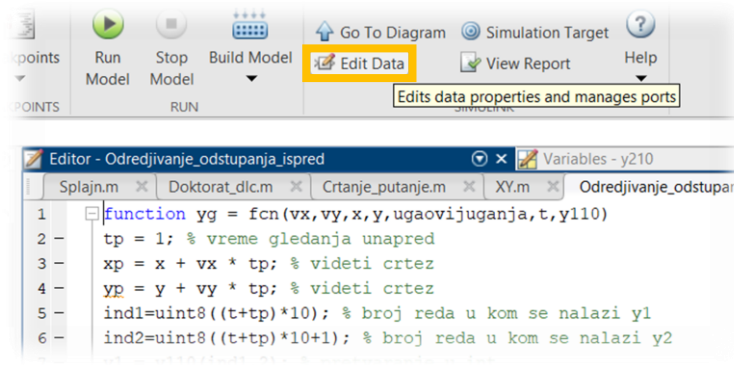 Go To Diagram Simulation Target
Run Stop Build Model Edit Data View Report Help
Model Model
RUN
Edits data properties and manages ports
Editor - Odredjivanje_odstupanja_ispred Variables - y210
Splajn.m Doktorat_dlc.m Crtanje_putanje.m XY.m
1 function yg = fcn(vx,vy,x,y,ugaovijuganja,t,y110)
2 - tp = 1; % vreme gledanja unapred
3 - xp = x + vx * tp; % videti crtez
4 - yp = y + vy * tp; % videti crtez
5 - ind1=uint8((t+tp)*10); % broj reda u kom se nalazi y1
6 - ind2=uint8((t+tp)*10+1); % broj reda u kom se nalazi y2